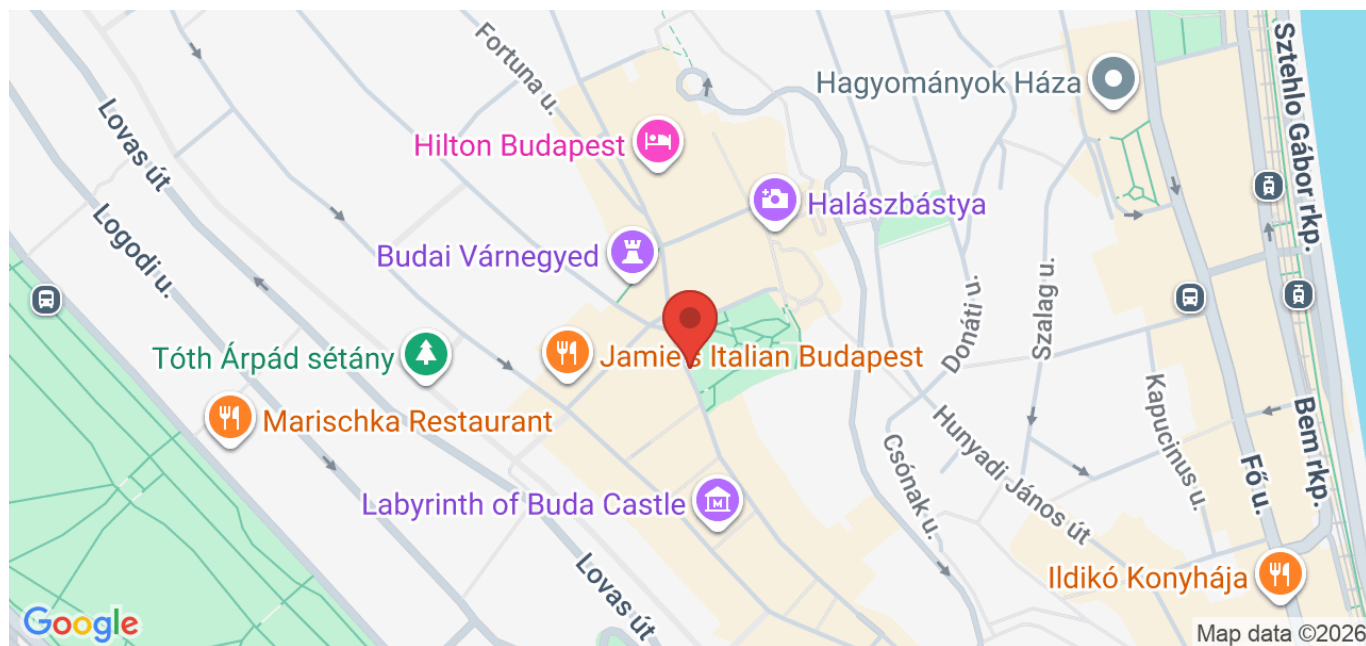 Fortuna u.
Sztehlo Gábor rkp.
Hagyományok Háza
Lovas út
Hilton Budapest
Halászbástya
Logodi u.
Budai Várnegyed
Donáti u.
Szalag u.
Tóth Árpád sétány
Jamie's Italian Budapest
Kapucinus u.
Marischka Restaurant
Hunyadi János út
Bem rkp.
Csónak u.
Fő u.
Labyrinth of Buda Castle
Lovas út
Ildikó Konyhája
Google
Map data ©2026